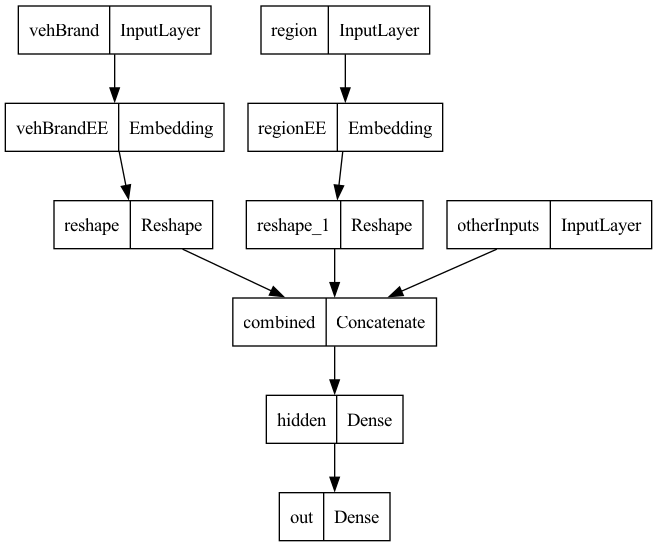 vehBrand InputLayer
region InputLayer
vehBrandEE Embedding
regionEE Embedding
reshape Reshape
reshape_1 Reshape
otherInputs InputLayer
combined Concatenate
hidden Dense
out Dense